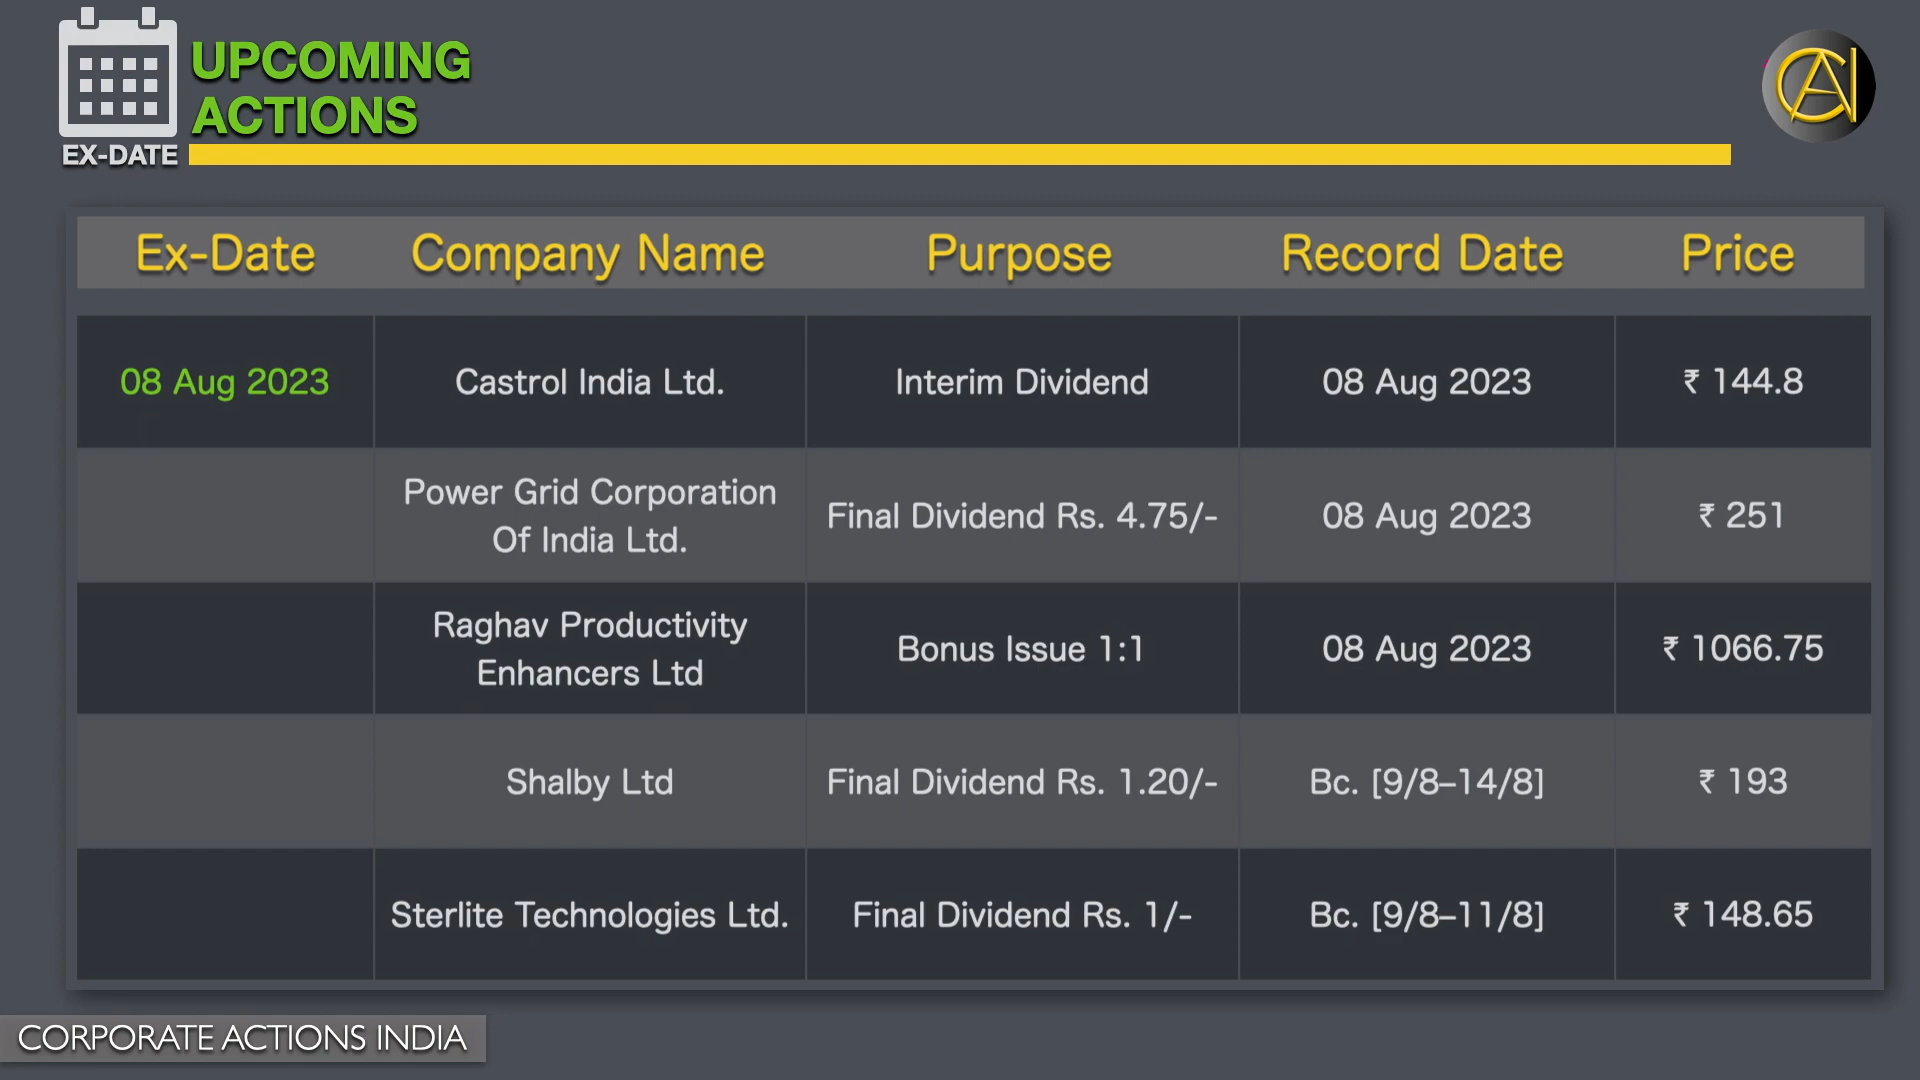 UPCOMING
ACTIONS
EX-DATE
CAI
Ex-Date Company Name Purpose Record Date Price
08 Aug 2023 Castrol India Ltd. Interim Dividend 08 Aug 2023 ₹ 144.8
Power Grid Corporation
Of India Ltd. Final Dividend Rs. 4.75/- 08 Aug 2023 ₹ 251
Raghav Productivity
Enhancers Ltd Bonus Issue 1:1 08 Aug 2023 ₹ 1066.75
Shalby Ltd Final Dividend Rs. 1.20/- Bc. [9/8–14/8] ₹ 193
Sterlite Technologies Ltd. Final Dividend Rs. 1/- Bc. [9/8–11/8] ₹ 148.65
CORPORATE ACTIONS INDIA